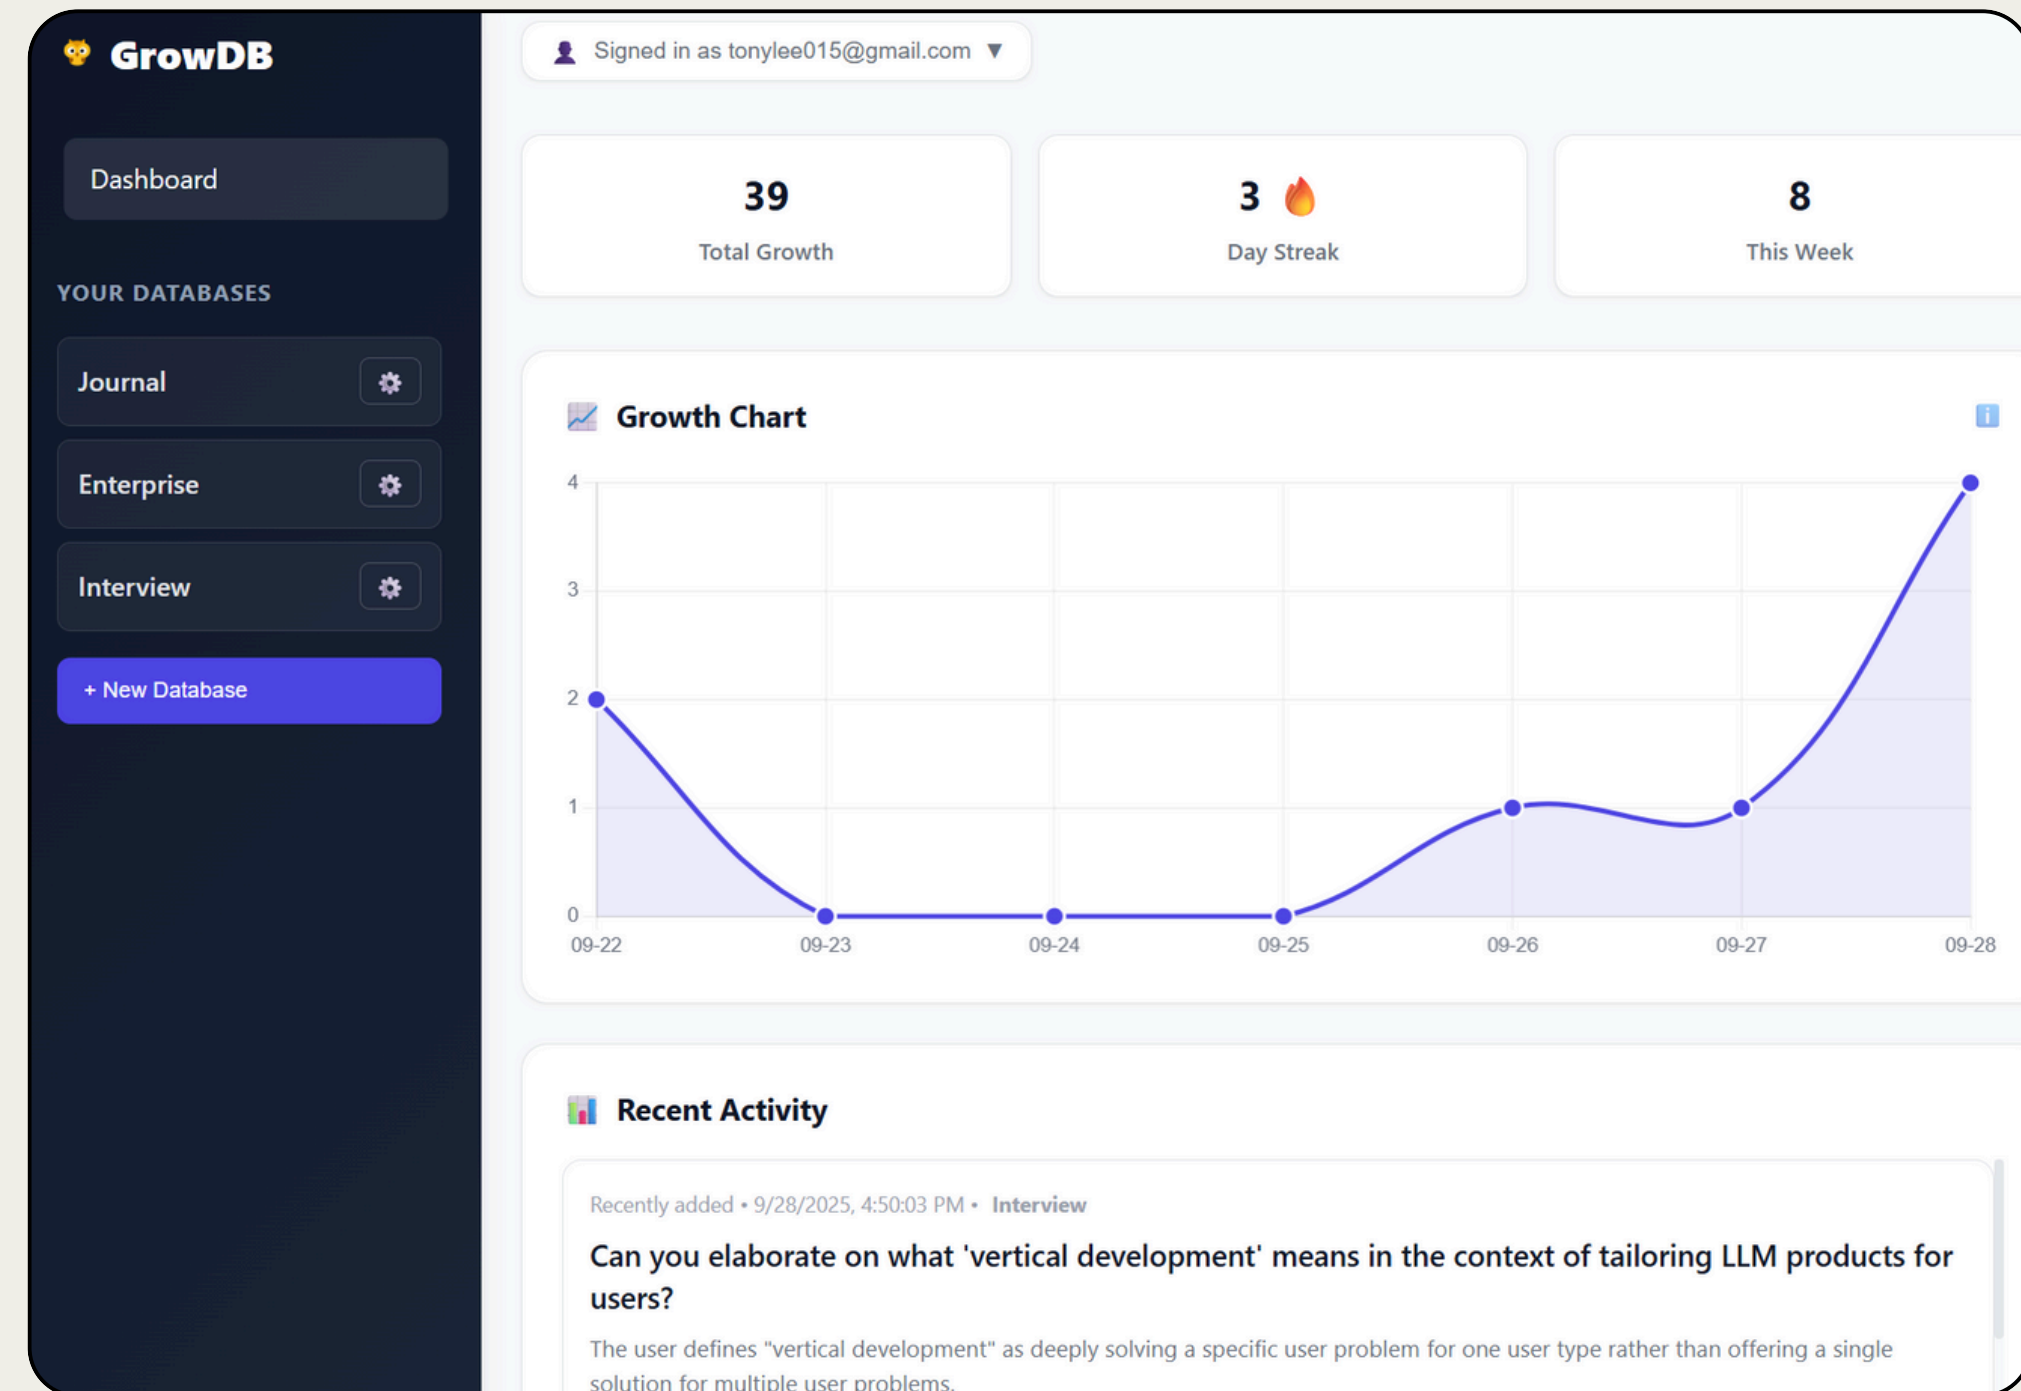 GrowDB
Dashboard
YOUR DATABASES
Journal
Enterprise
Interview
+ New Database
Signed in as tonylee015@gmail.com ▼
39
Total Growth
3
Day Streak
8
This Week
Growth Chart
i
4
3
2
1
0
09-22 09-23 09-24 09-25 09-26 09-27 09-28
Recent Activity
Recently added • 9/28/2025, 4:50:03 PM • Interview
Can you elaborate on what 'vertical development' means in the context of tailoring LLM products for
users?
The user defines "vertical development" as deeply solving a specific user problem for one user type rather than offering a single
solution for multiple user problems.